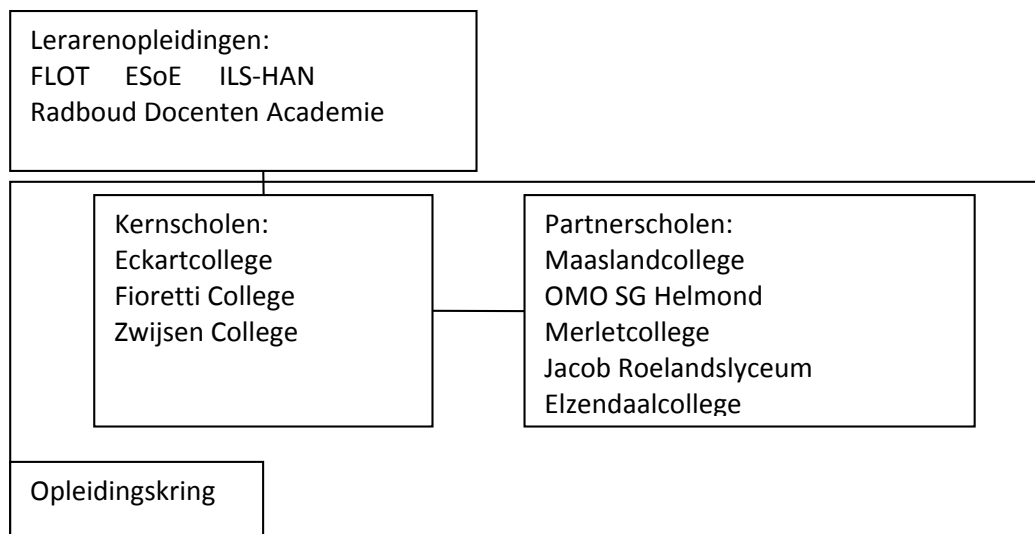 Lerarenopleidingen:
FLOT ESoE ILS-HAN
Radboud Docenten Academie
Kernscholen:
Eckartcollege
Fioretti College
Zwijsen College
Partnerscholen:
Maaslandcollege
OMO SG Helmond
Merletcollege
Jacob Roelandslyceum
Elzendaalcollege
Opleidingskring